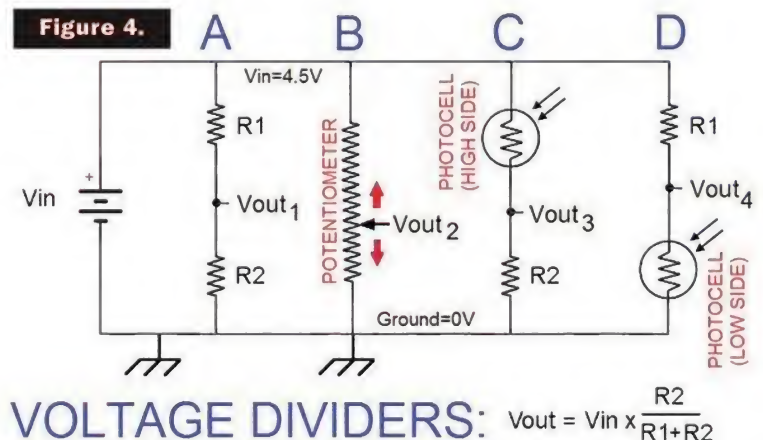 Figure 4.
A B C D
Vin=4.5V
R1
R1
Vin
+
Vout1
POTENTIOMETER
Vout2
PHOTOCELL
(HIGH SIDE)
Vout3
Vout4
R2
R2
PHOTOCELL
(LOW SIDE)
Ground=0V
VOLTAGE DIVIDERS: Vout = Vin x R2
R1+R2